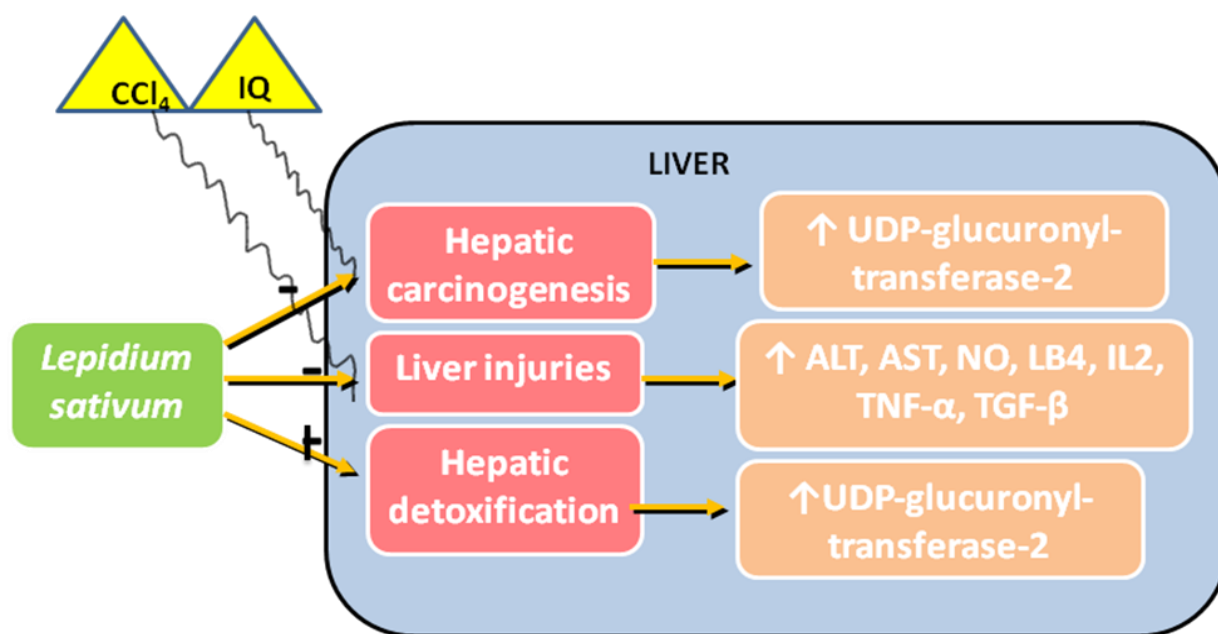 CCl₄
IQ
LIVER
Hepatic
carcinogenesis
↑ UDP-glucuronyl-
transferase-2
Lepidium
sativum
-
-
+
Liver injuries
↑ ALT, AST, NO, LB4, IL2,
TNF-α, TGF-β
Hepatic
detoxification
↑UDP-glucuronyl-
transferase-2